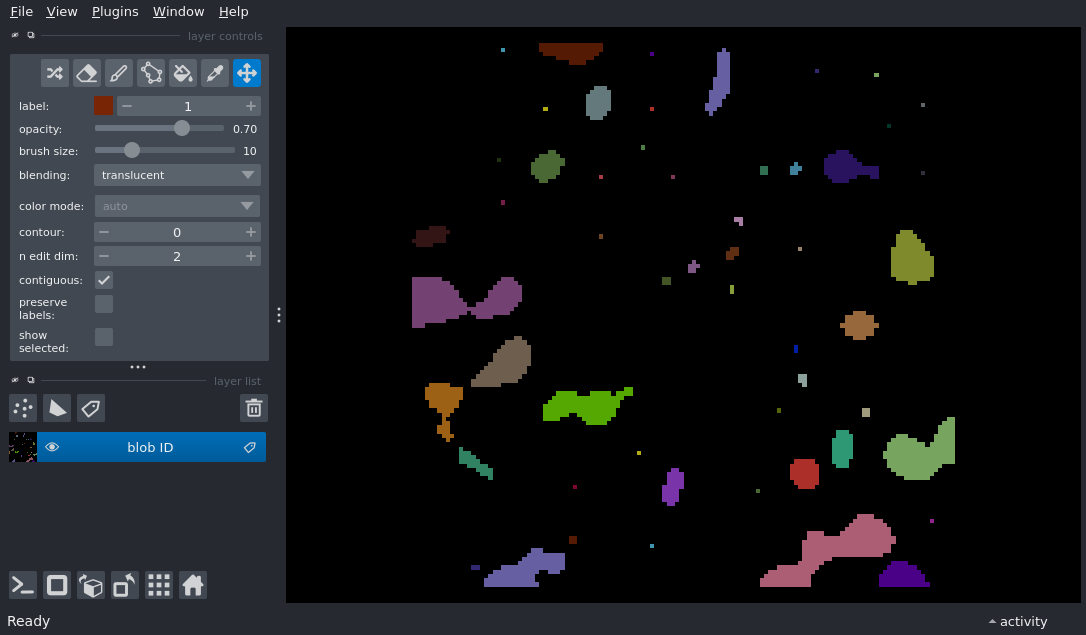 File View Plugins Window Help
layer controls
label: 1
opacity: 0.70
brush size: 10
blending: translucent
color mode: auto
contour: 0
n edit dim: 2
contiguous:
preserve
labels:
show
selected:
layer list
blob ID
Ready
activity